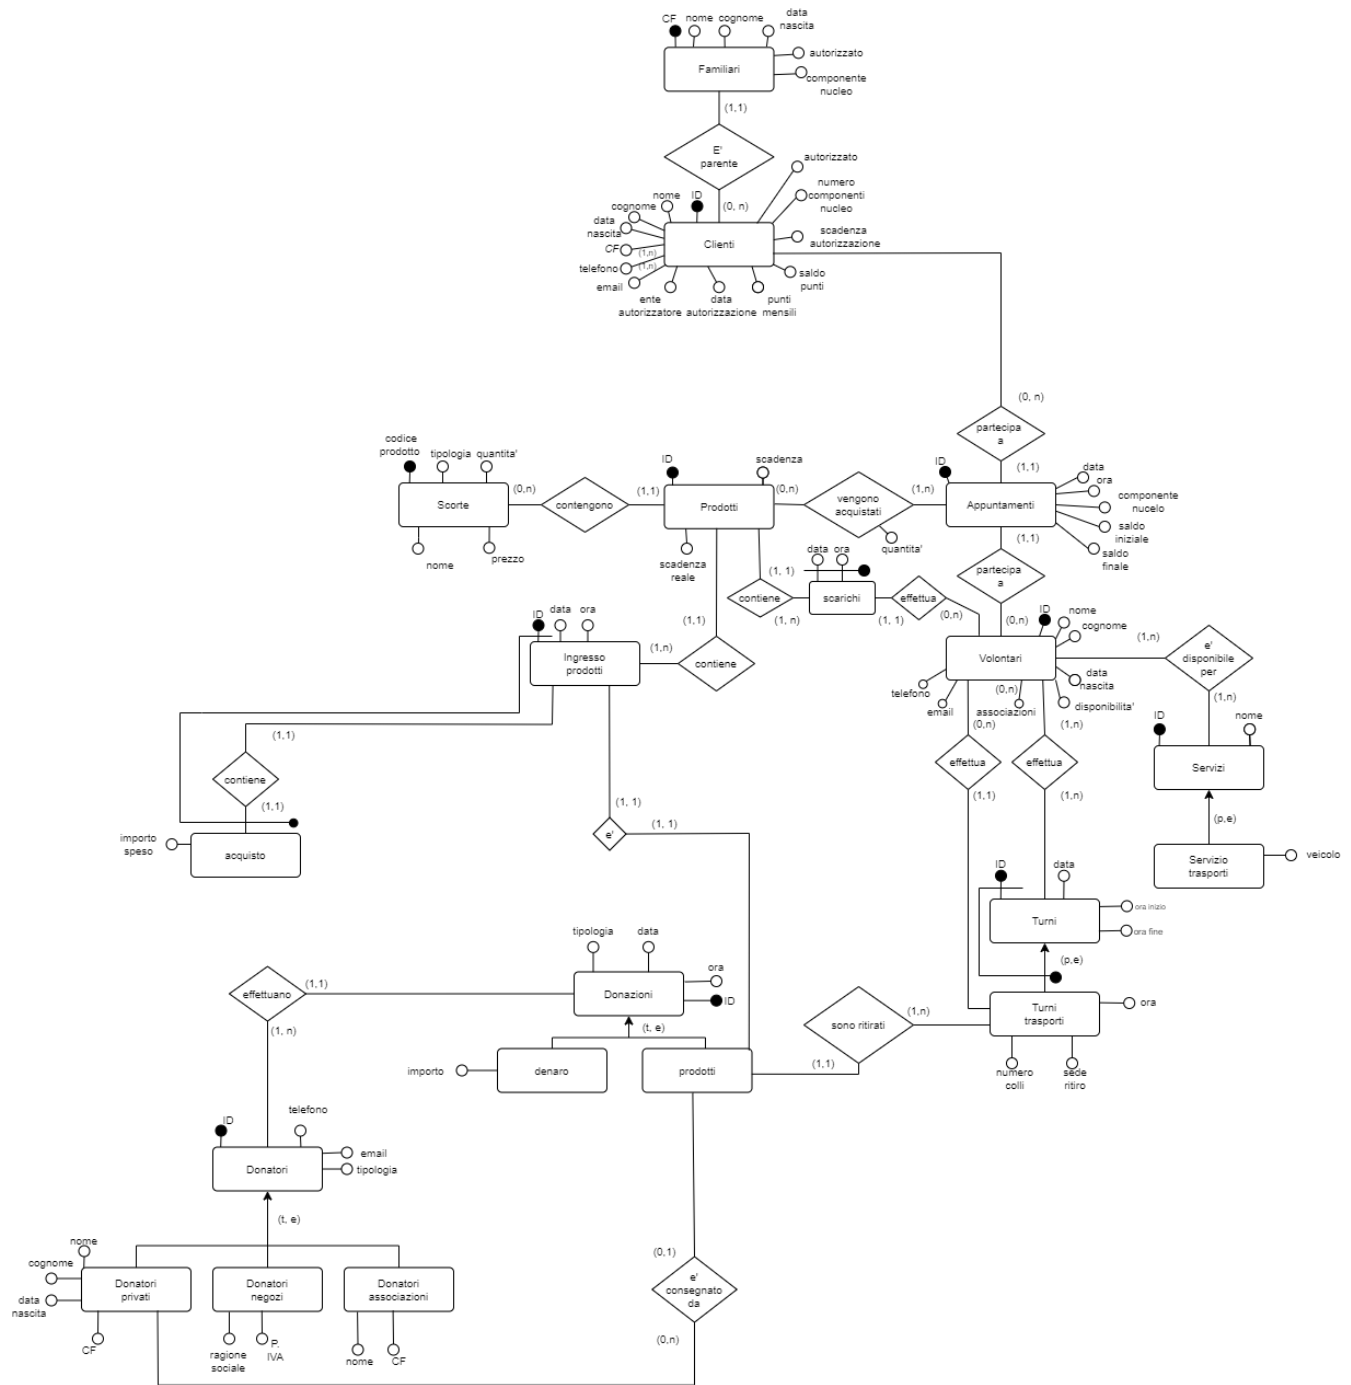 CF
nome
cognome
data
nascita
autorizzato
Familiari
componente
nucleo
(1,1)
E'
parente
autorizzato
numero
componenti
nucleo
nome
ID
cognome
(0, n)
data
nascita
scadenza
autorizzazione
Clienti
CF
(1,n)
telefono
(1,n)
email
saldo
punti
ente
autorizzatore
data
autorizzazione
punti
mensili
(0, n)
partecipa
a
codice
prodotto
tipologia
quantita'
ID
scadenza
ID
(1,1)
data
ora
(0,n)
(1,1)
(0,n)
(1,n)
componente
nucelo
Scorte
contengono
Prodotti
vengono
acquistati
Appuntamenti
saldo
iniziale
nome
prezzo
scadenza
reale
quantita'
(1,1)
saldo
finale
data
ora
(1, 1)
partecipa
a
contiene
scarichi
effettua
(1, n)
(1, 1)
(0,n)
(0,n)
ID
nome
cognome
ID
data
ora
(1,1)
(1,n)
Ingresso
prodotti
(1,n)
contiene
Volontari
e'
disponibile
per
data
nascita
telefono
email
(0,n)
associazioni
disponibilita'
(0,n)
(1,n)
(1,n)
ID
nome
(1,1)
contiene
effettua
effettua
Servizi
(1,1)
(1,1)
(1,n)
(1, 1)
(p,e)
e'
(1, 1)
importo
speso
acquisto
Servizio
trasporti
veicolo
ID
data
ora inizio
Turni
ora fine
tipologia
data
(p,e)
ora
effettuano
(1,1)
Donazioni
ID
ora
(1,n)
Turni
trasporti
sono ritirati
(1, n)
(t, e)
importo
denaro
prodotti
(1,1)
numero
colli
sede
ritiro
ID
telefono
email
Donatori
tipologia
(t, e)
nome
cognome
(0,1)
data
nascita
Donatori
privati
Donatori
negozi
Donatori
associazioni
e'
consegnato
da
CF
ragione
sociale
P.
IVA
nome
CF
(0,n)